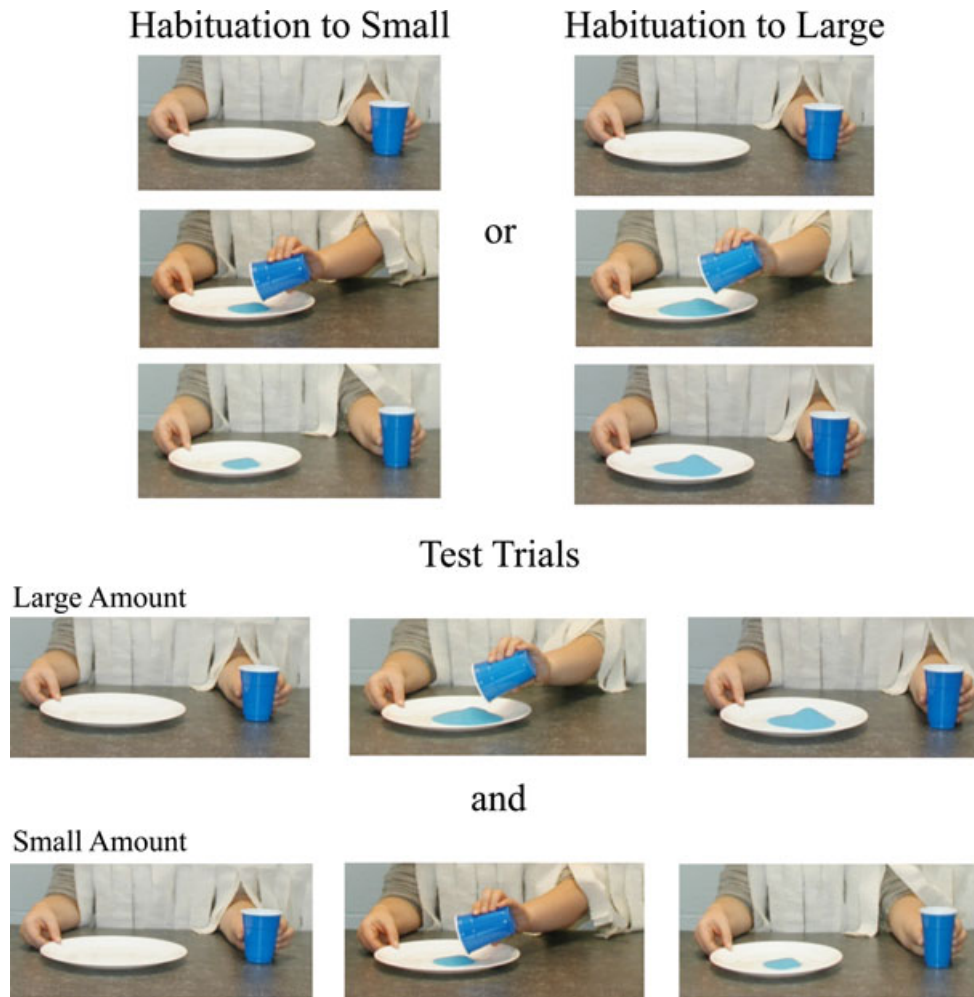 Habituation to Small
Habituation to Large
or
Test Trials
Large Amount
and
Small Amount